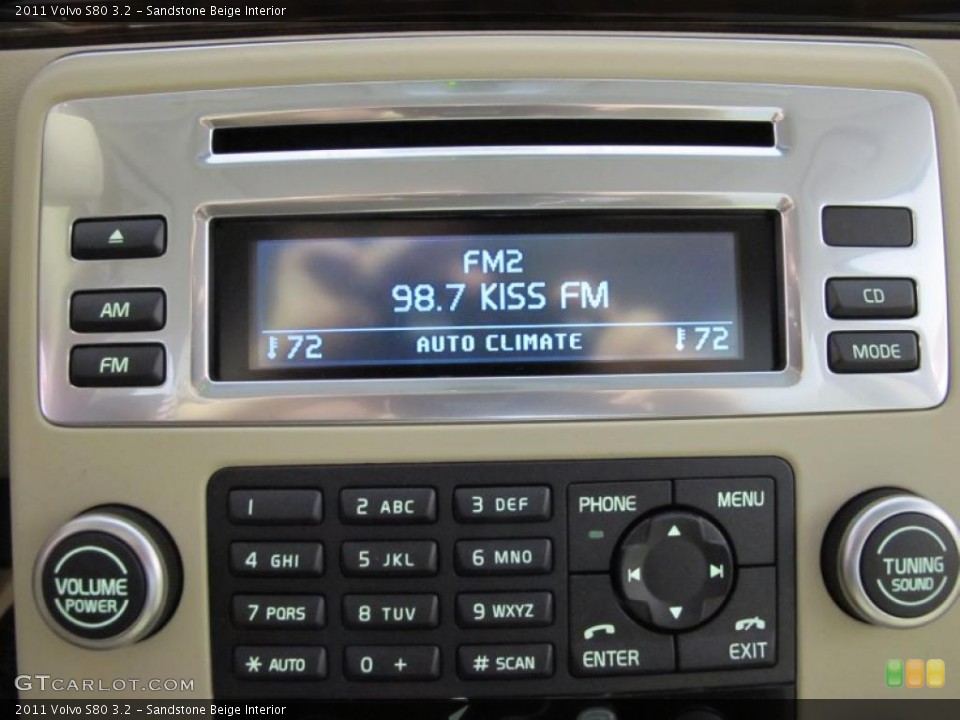 2011 Volvo S80 3.2 - Sandstone Beige Interior
FM2
98.7 KISS FM
72 AUTO CLIMATE 72
AM
FM
CD
MODE
1 2 ABC 3 DEF
4 GHI 5 JKL 6 MNO
7 PQRS 8 TUV 9 WXYZ
* AUTO 0 + # SCAN
PHONE MENU
ENTER EXIT
VOLUME
POWER
TUNING
SOUND
GTCARLOT.COM
2011 Volvo S80 3.2 - Sandstone Beige Interior